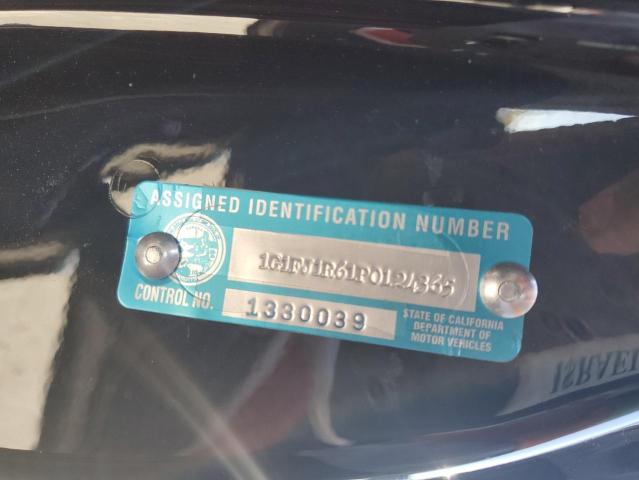 ASSIGNED IDENTIFICATION NUMBER
1G1FJ1R61P0124365
CONTROL NO. 1330039
STATE OF CALIFORNIA
DEPARTMENT OF
MOTOR VEHICLES